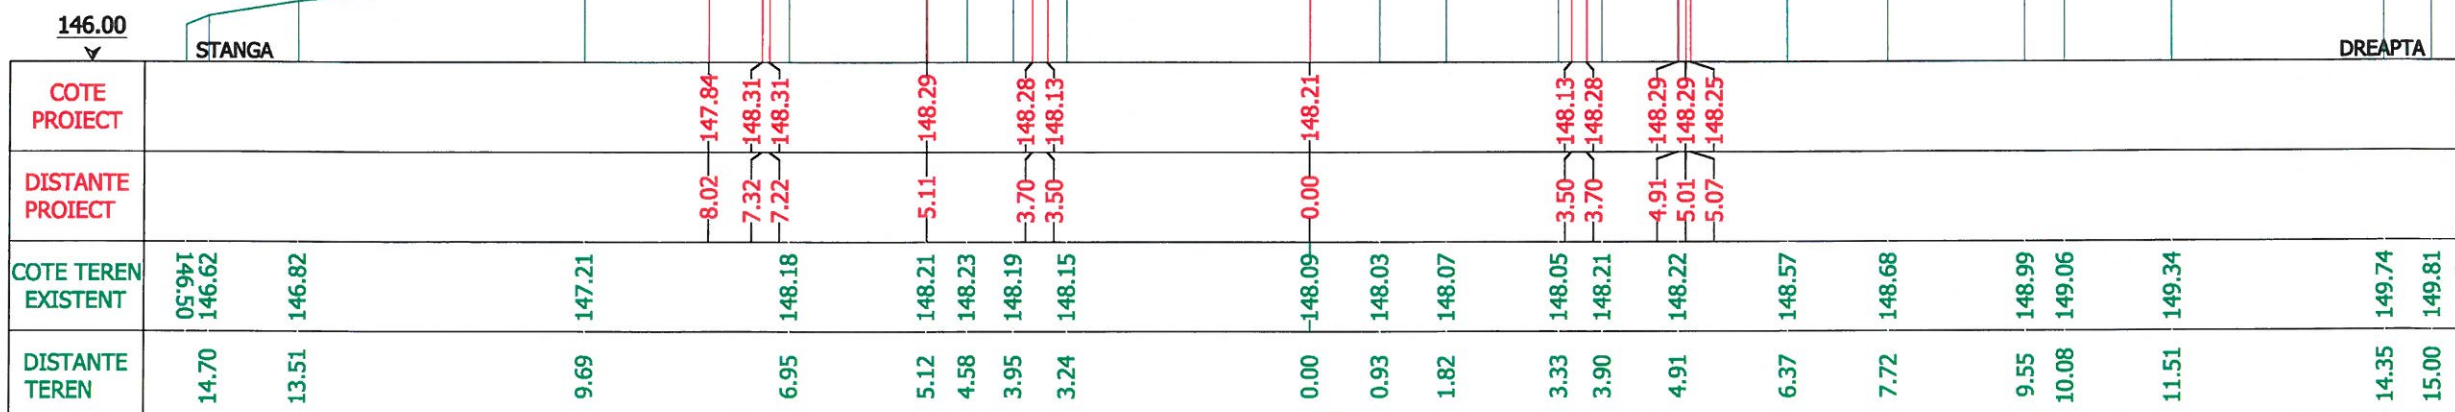 146.00
STANGA
DREAPTA
COTE PROIECT
147.84 148.31 148.31 148.29 148.28 148.13 148.21 148.13 148.28 148.29 148.29 148.25
DISTANTE PROIECT
8.02 7.32 7.22 5.11 3.70 3.50 0.00 3.50 3.70 4.91 5.01 5.07
COTE TEREN EXISTENT
146.50 146.62 146.82 147.21 148.18 148.21 148.23 148.19 148.15 148.09 148.03 148.07 148.05 148.21 148.22 148.57 148.68 148.99 149.06 149.34 149.74 149.81
DISTANTE TEREN
14.70 13.51 9.69 6.95 5.12 4.58 3.95 3.24 0.00 0.93 1.82 3.33 3.90 4.91 6.37 7.72 9.55 10.08 11.51 14.35 15.00